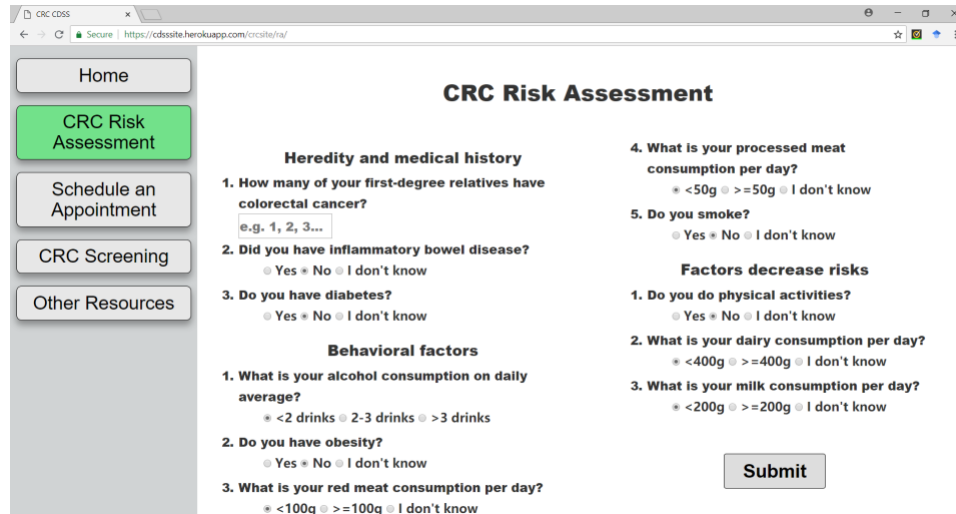 CRC CDSS
Secure | https://cdsssite.herokuapp.com/crcsite/ra/
Home
CRC Risk
Assessment
Schedule an
Appointment
CRC Screening
Other Resources
CRC Risk Assessment
Heredity and medical history
1. How many of your first-degree relatives have
colorectal cancer?
e.g. 1, 2, 3...
2. Did you have inflammatory bowel disease?
Yes No I don't know
3. Do you have diabetes?
Yes No I don't know
Behavioral factors
1. What is your alcohol consumption on daily
average?
<2 drinks 2-3 drinks >3 drinks
2. Do you have obesity?
Yes No I don't know
3. What is your red meat consumption per day?
<100g >=100g I don't know
4. What is your processed meat
consumption per day?
<50g >=50g I don't know
5. Do you smoke?
Yes No I don't know
Factors decrease risks
1. Do you do physical activities?
Yes No I don't know
2. What is your dairy consumption per day?
<400g >=400g I don't know
3. What is your milk consumption per day?
<200g >=200g I don't know
Submit